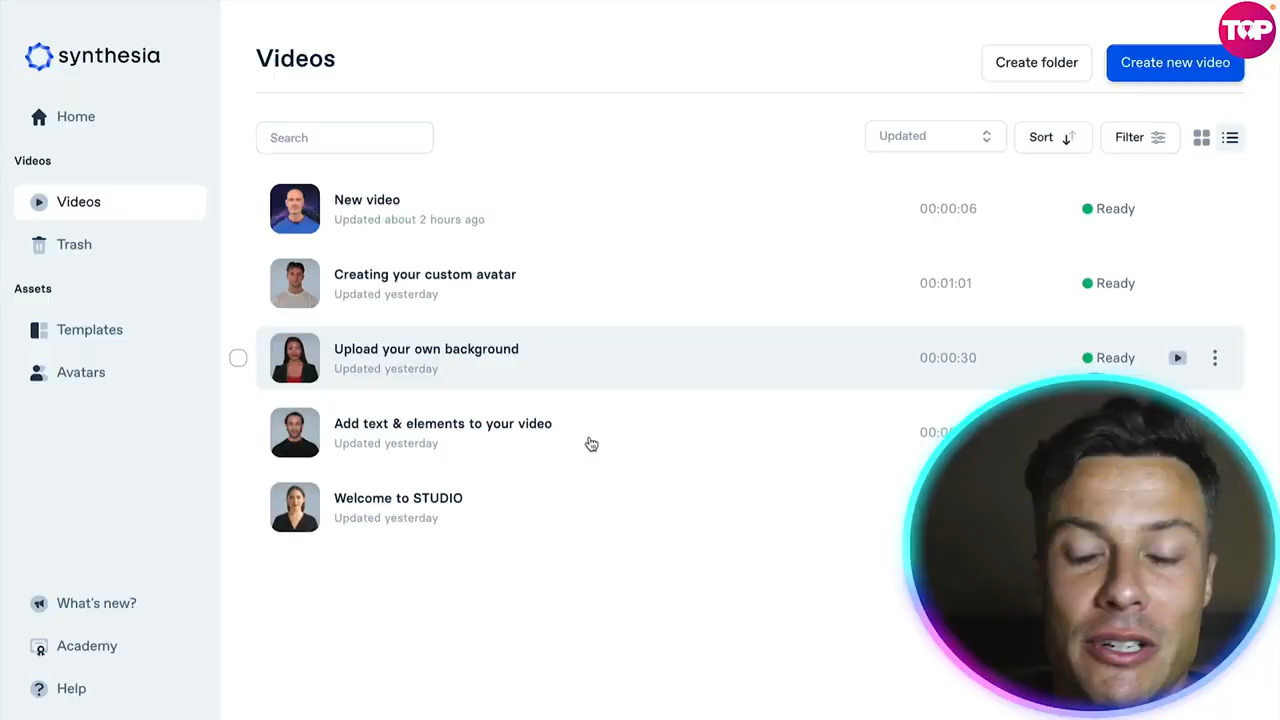 TOP
synthesia
Videos
Create folder
Create new video
Home
Videos
Search
Updated
Sort
Filter
Videos
New video
Updated about 2 hours ago
00:00:06
Ready
Trash
Creating your custom avatar
Updated yesterday
00:01:01
Ready
Assets
Templates
Upload your own background
Updated yesterday
00:00:30
Ready
Avatars
Add text & elements to your video
Updated yesterday
Welcome to STUDIO
Updated yesterday
What's new?
Academy
Help